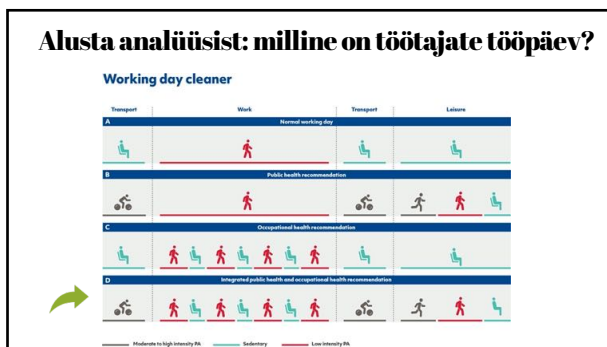 Alusta analüüsist: milline on töötajate tööpäev?
Working day cleaner
Transport Work Transport Leisure
A Normal working day
B Public health recommendation
C Occupational health recommendation
D Integrated public health and occupational health recommendation
Moderate to high intensity PA Sedentary Low intensity PA